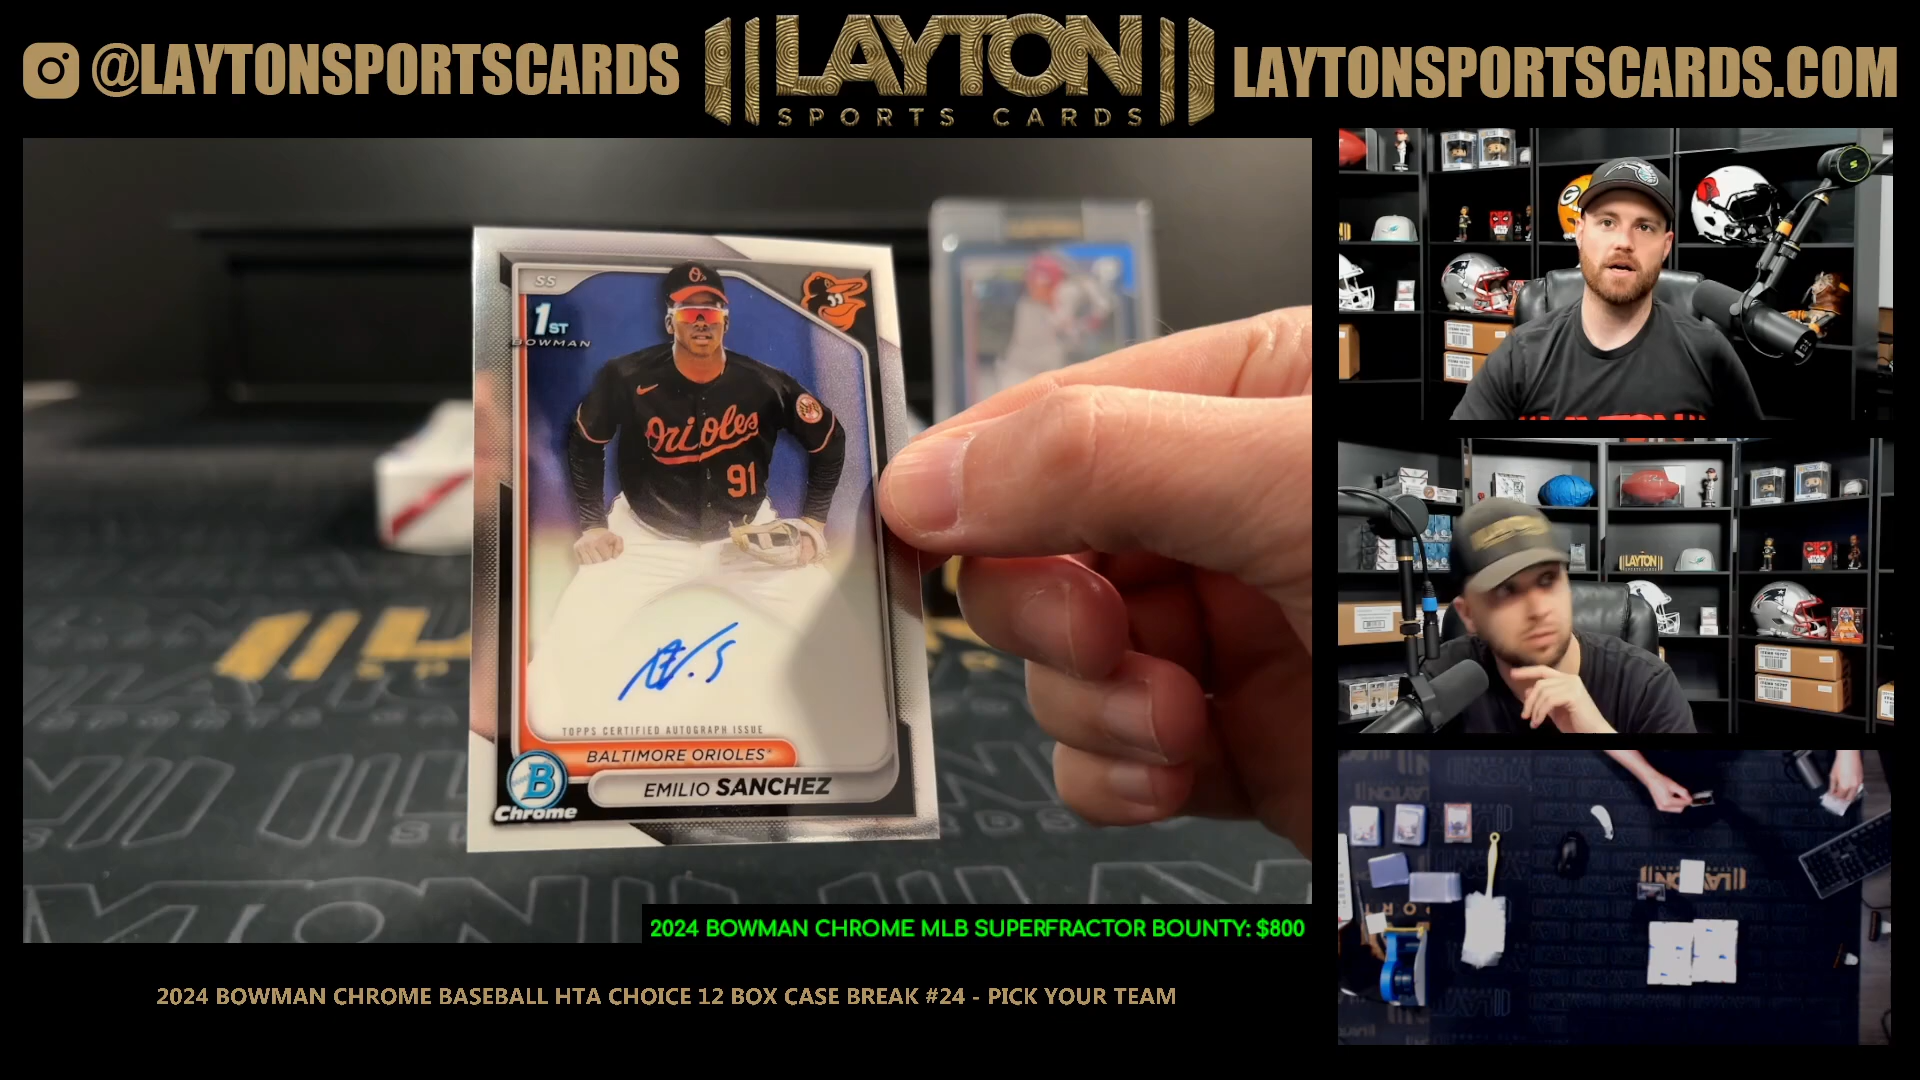 @LAYTONSPORTSCARDS
LAYTON
SPORTS CARDS
LAYTONSPORTSCARDS.COM
SS
1ST
BOWMAN
Orioles
91
TOPPS CERTIFIED AUTOGRAPH ISSUE
BALTIMORE ORIOLES
EMILIO SANCHEZ
B
Chrome
2024 BOWMAN CHROME MLB SUPERFRACTOR BOUNTY: $800
2024 BOWMAN CHROME BASEBALL HTA CHOICE 12 BOX CASE BREAK #24 - PICK YOUR TEAM
LAYTON